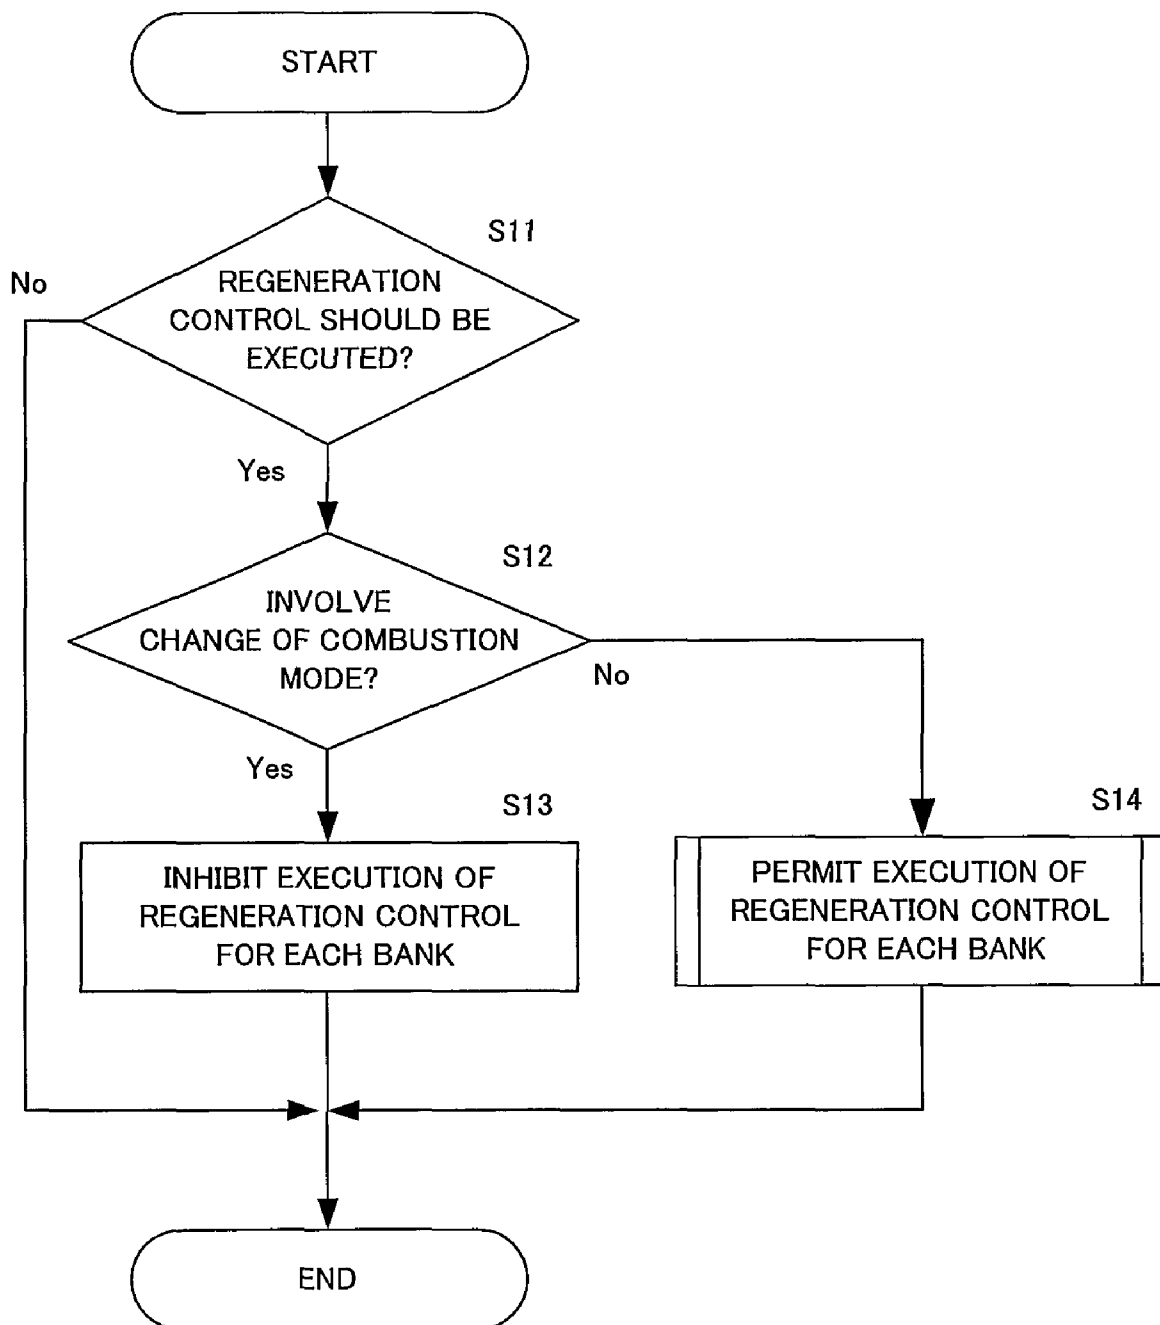 START
S11
No
REGENERATION
CONTROL SHOULD BE
EXECUTED?
Yes
S12
INVOLVE
CHANGE OF COMBUSTION
MODE?
No
Yes
S13
S14
INHIBIT EXECUTION OF
REGENERATION CONTROL
FOR EACH BANK
PERMIT EXECUTION OF
REGENERATION CONTROL
FOR EACH BANK
END